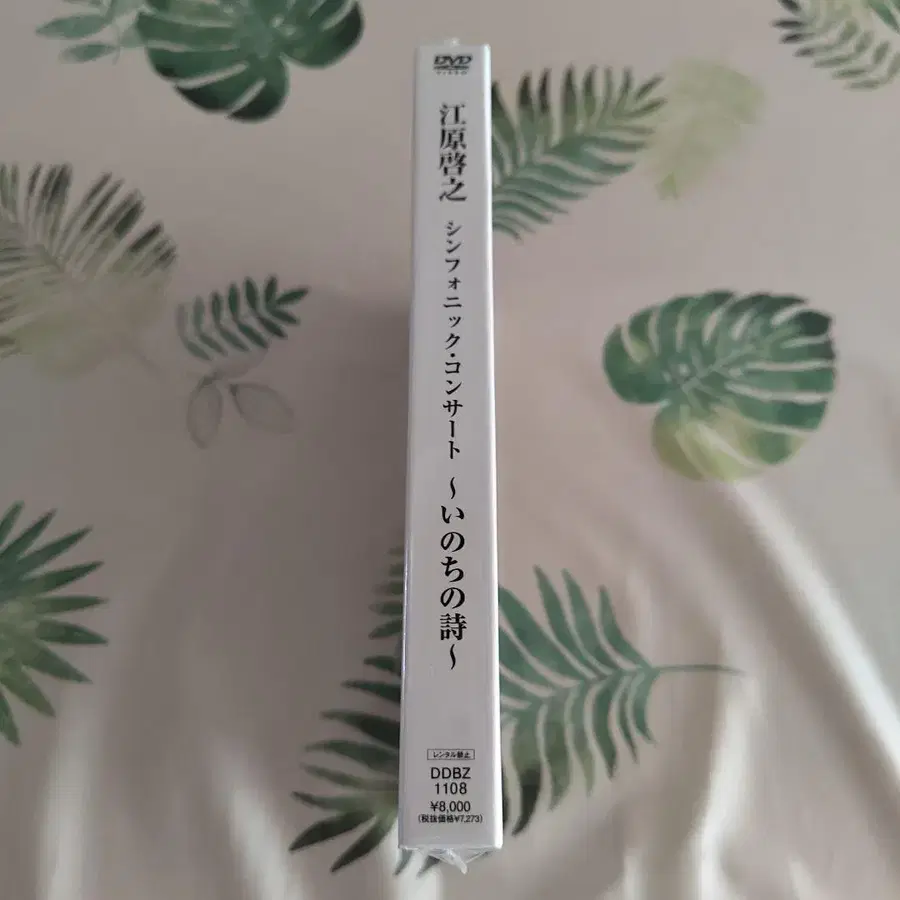 DVD
VIDEO
江原啓之
シンフォニック・コンサート
～いのちの詩～
レンタル禁止
DDBZ
1108
¥8,000
(税抜価格¥7,273)